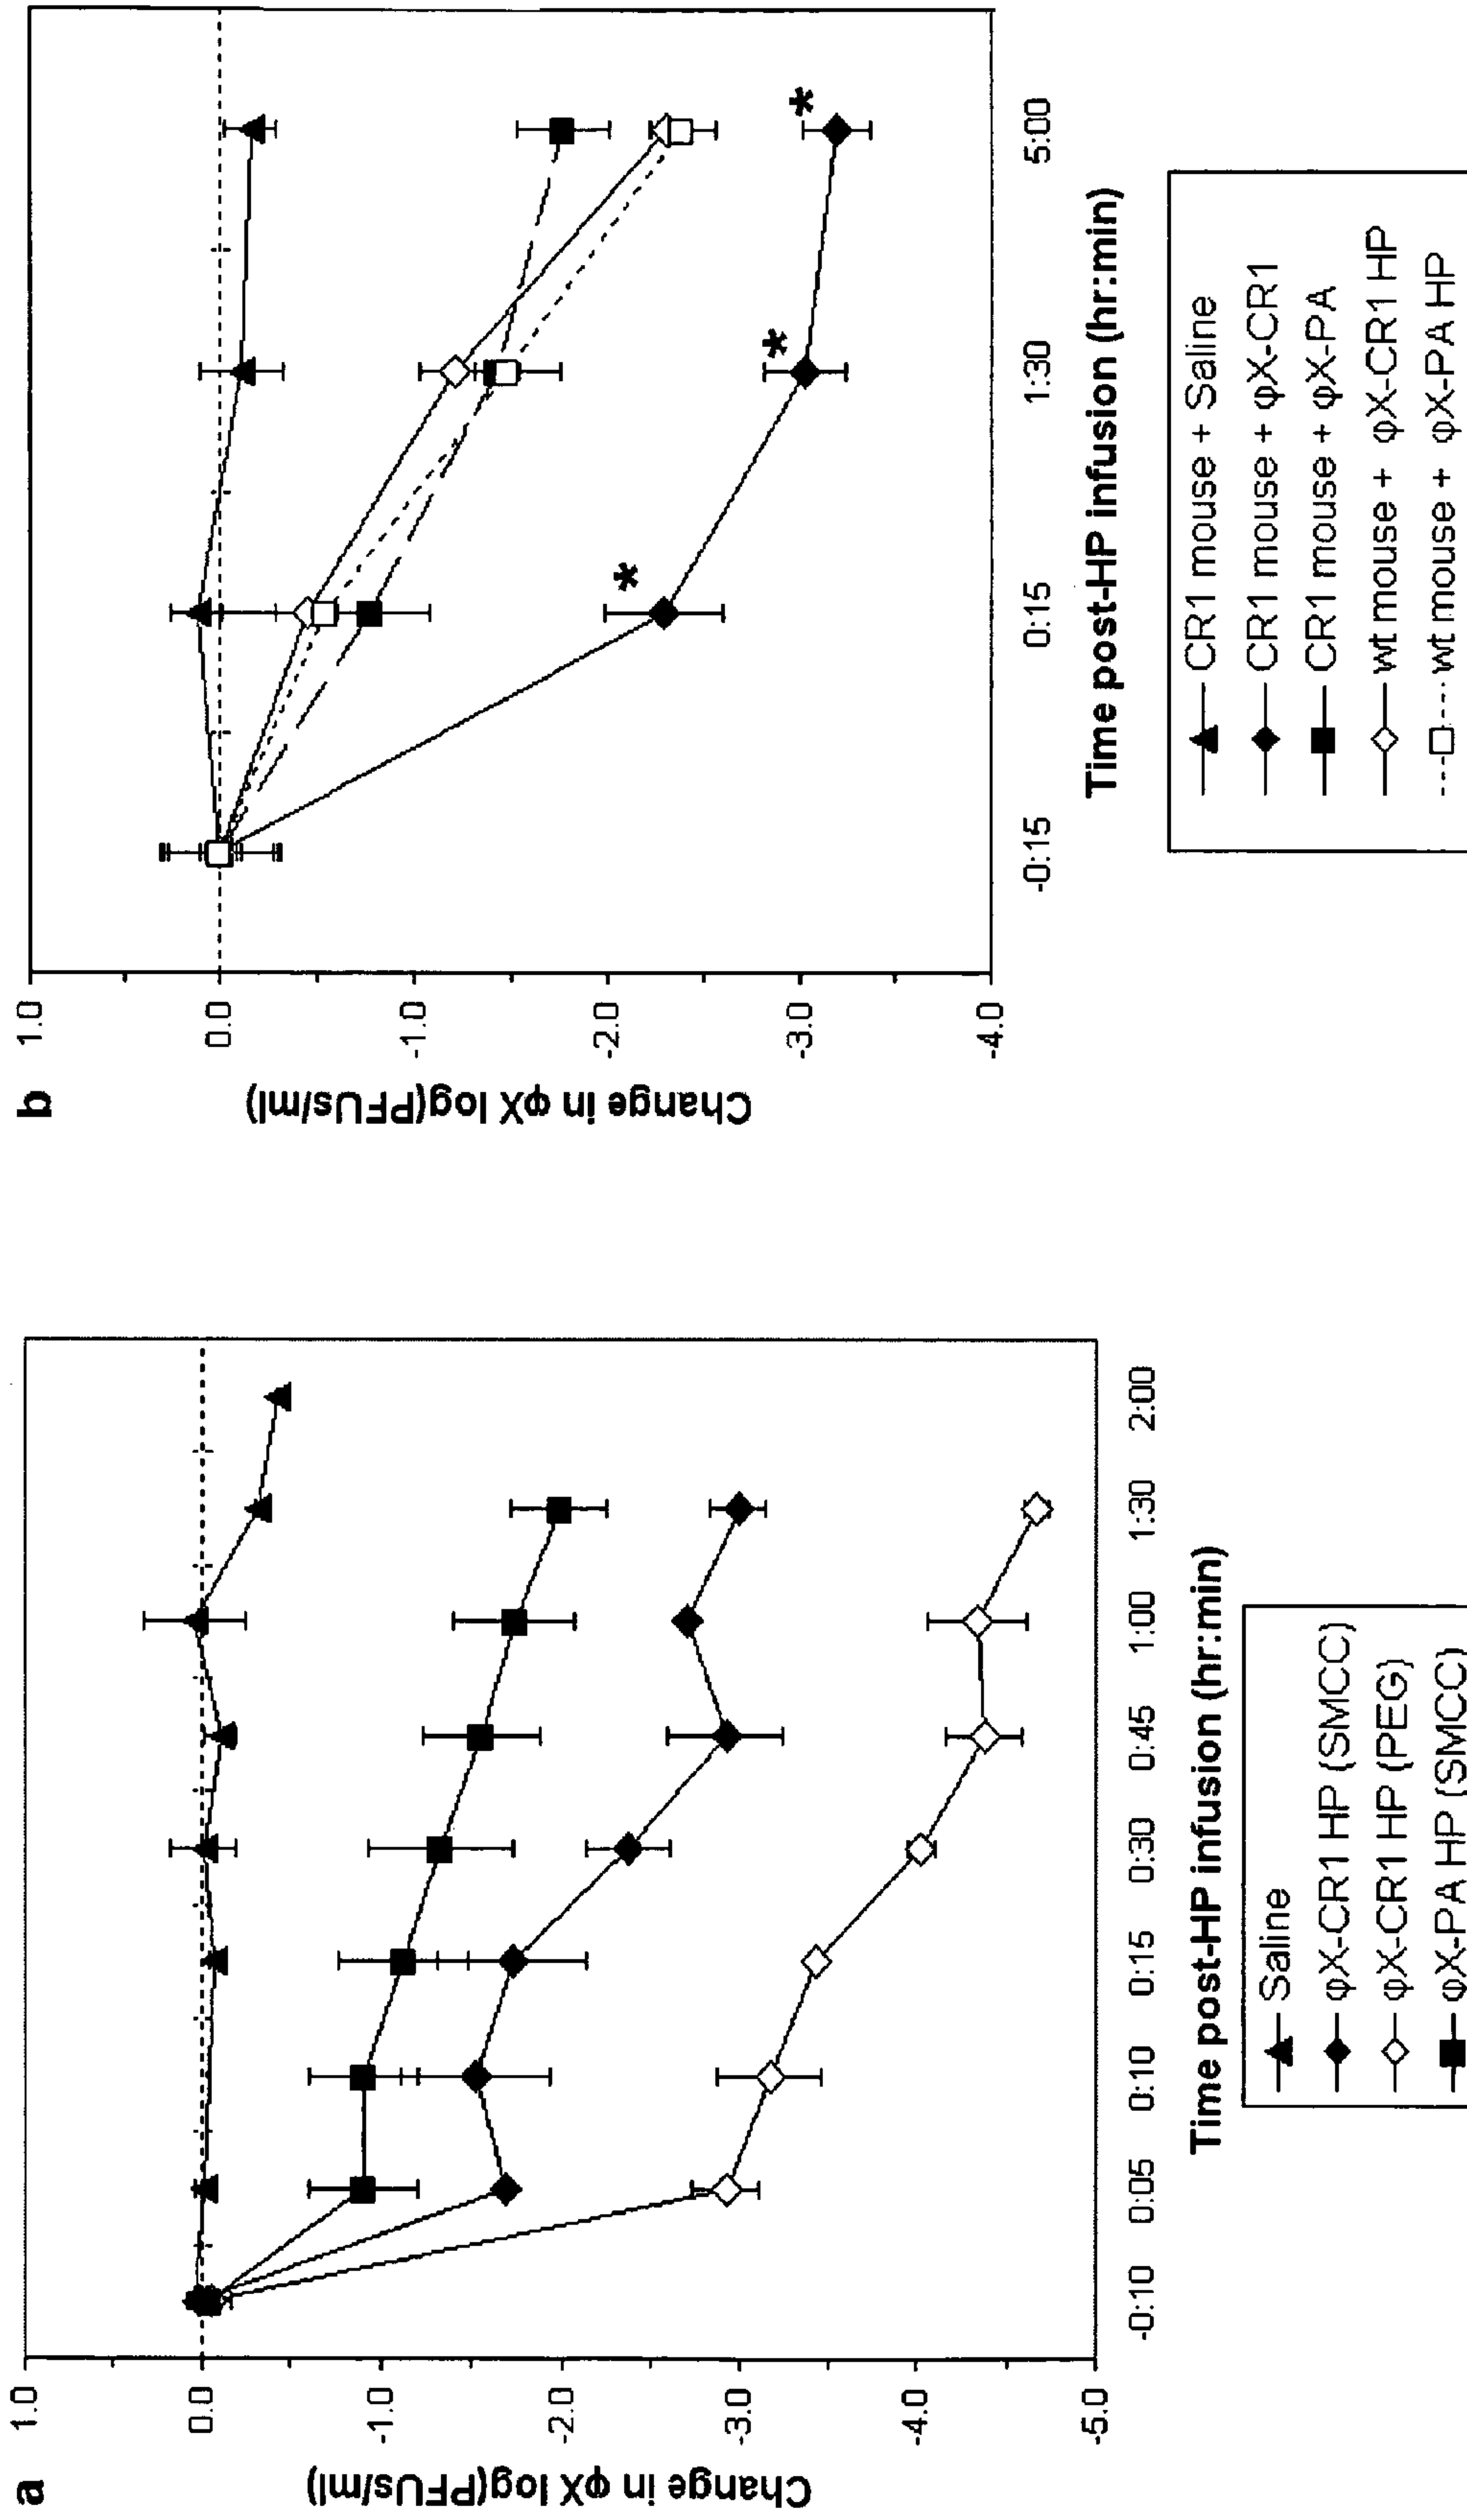 a
Change in φX log(PFUs/ml)
1.0
0.0
-1.0
-2.0
-3.0
-4.0
-5.0
-0:10 0:05 0:10 0:15 0:30 0:45 1:00 1:30 2:00
Time post-HP infusion (hr:min)
Saline
φX-CR1 HP (SMCC)
φX-CR1 HP (PEG)
φX-PA HP (SMCC)
b
Change in φX log(PFUs/ml)
1.0
0.0
-1.0
-2.0
-3.0
-4.0
* * *
-0:15 0:15 1:30 5:00
Time post-HP infusion (hr:min)
CR1 mouse + Saline
CR1 mouse + φX-CR1
CR1 mouse + φX-PA
wt mouse + φX-CR1 HP
wt mouse + φX-PA HP